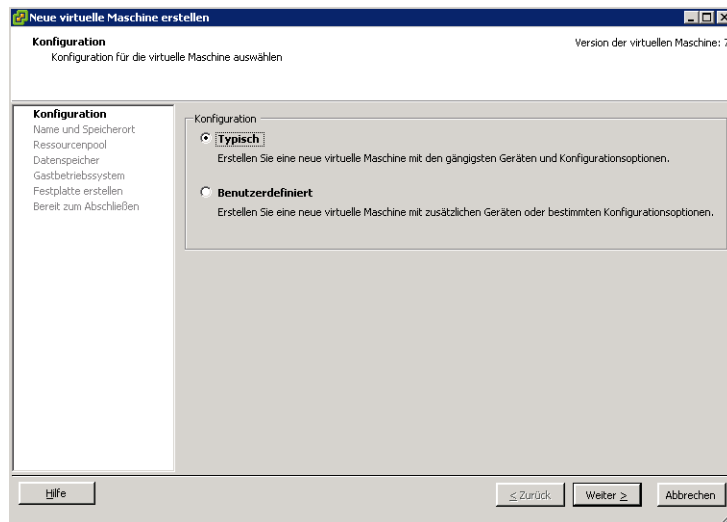 Neue virtuelle Maschine erstellen
Konfiguration
Konfiguration für die virtuelle Maschine auswählen
Version der virtuellen Maschine: 7
Konfiguration
Name und Speicherort
Ressourcenpool
Datenspeicher
Gastbetriebssystem
Festplatte erstellen
Bereit zum Abschließen
Konfiguration
Typisch
Erstellen Sie eine neue virtuelle Maschine mit den gängigsten Geräten und Konfigurationsoptionen.
Benutzerdefiniert
Erstellen Sie eine neue virtuelle Maschine mit zusätzlichen Geräten oder bestimmten Konfigurationsoptionen.
Hilfe
< Zurück
Weiter >
Abbrechen